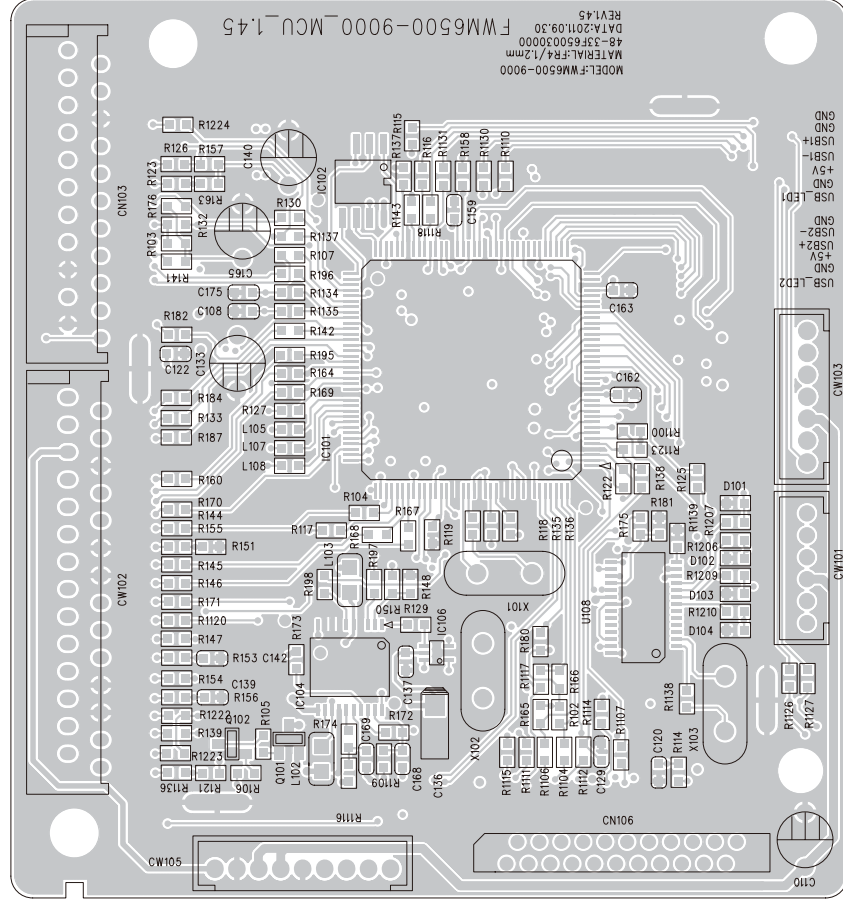 FWM6500-9000_MCU_1.45
MODEL:FWM6500-9000
MATERIAL:FR4/1.2mm
48-33F650030000
DATA:2011.09.30
REV1.45
GND
GND
USB1+
USB1-
+5V
GND
USB_LED1
GND
USB2-
USB2+
+5V
GND
USB_LED2
CN103
R1224
R126
R157
R123
R163
R176
R132
R103
R141
C140
C165
IC102
R137
R115
R116
R1131
R158
R1130
R1110
R143
R1118
C159
R130
R1137
R107
R196
R1134
R1135
R142
C175
C108
R182
C122
C133
R195
R164
R169
R127
L105
L107
L108
IC101
R184
R133
R187
C163
C162
CW103
R1100
R1123
R122
R138
R125
D101
R160
R170
R144
R155
R151
R145
R146
R171
R1120
R147
R153
R154
C139
R156
R1222
R139
R1223
R1136
R121
R106
Q102
R105
Q101
L102
R174
CW102
R104
R117
R168
R167
R119
L103
R197
R198
R148
R150
R129
IC106
R118
R135
R136
X101
R175
R181
R1139
R1207
R1206
D102
R1209
D103
R1210
D104
CW101
U108
R173
C142
IC104
C137
R172
C169
R1109
C168
C136
X102
R180
R1117
R166
R165
R102
R1114
R1107
R1138
X103
R1126
R1127
R1115
R1111
R1106
R1104
R1112
C129
C120
R114
R1116
CW105
CN106
C110